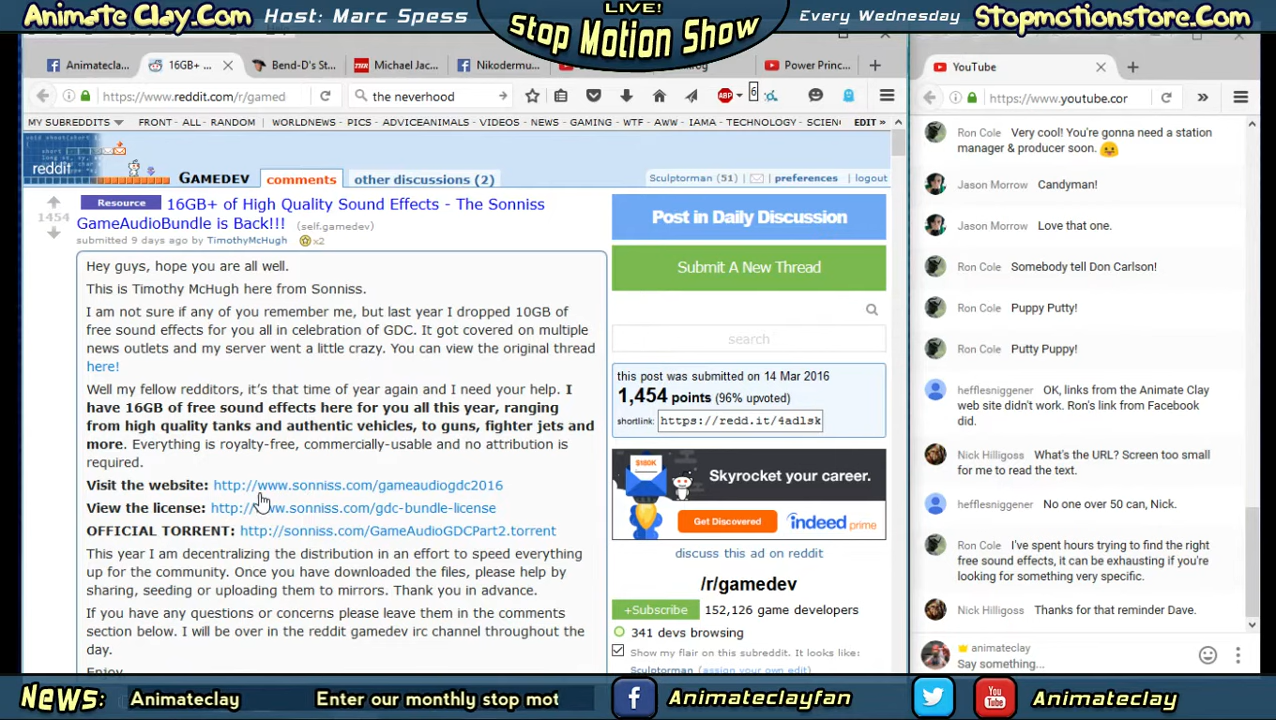 Animate Clay.Com
Host: Marc Spess
LIVE!
Stop Motion Show
Every Wednesday
Stopmotionstore.Com
Animateclay...
16GB+ ...
Bend-D's St...
THR
Michael Jac...
Nikodermu...
Power Princ...
https://www.reddit.com/r/gamed
the neverhood
ABP
6
MY SUBREDDITS
FRONT - ALL - RANDOM
WORLDNEWS - PICS - ADVICEANIMALS - VIDEOS - NEWS - GAMING - WTF - AWW - IAMA - TECHNOLOGY - SCIENC
EDIT »
reddit
GAMEDEV
comments
other discussions (2)
Sculptorman (51)
preferences
logout
1454
Resource
16GB+ of High Quality Sound Effects - The Sonniss
GameAudioBundle is Back!!! (self.gamedev)
submitted 9 days ago by TimothyMcHugh x2
Hey guys, hope you are all well.
This is Timothy McHugh here from Sonniss.
I am not sure if any of you remember me, but last year I dropped 10GB of
free sound effects for you all in celebration of GDC. It got covered on multiple
news outlets and my server went a little crazy. You can view the original thread
here!
Well my fellow redditors, it's that time of year again and I need your help. I
have 16GB of free sound effects here for you all this year, ranging
from high quality tanks and authentic vehicles, to guns, fighter jets and
more. Everything is royalty-free, commercially-usable and no attribution is
required.
Visit the website: http://www.sonniss.com/gameaudiogdc2016
View the license: http://www.sonniss.com/gdc-bundle-license
OFFICIAL TORRENT: http://sonniss.com/GameAudioGDCPart2.torrent
This year I am decentralizing the distribution in an effort to speed everything
up for the community. Once you have downloaded the files, please help by
sharing, seeding or uploading them to mirrors. Thank you in advance.
If you have any questions or concerns please leave them in the comments
section below. I will be over in the reddit gamedev irc channel throughout the
day.
Enjoy
Post in Daily Discussion
Submit A New Thread
search
this post was submitted on 14 Mar 2016
1,454 points (96% upvoted)
shortlink: https://redd.it/4adlsk
$160K
Skyrocket your career.
Get Discovered
indeed prime
discuss this ad on reddit
/r/gamedev
+Subscribe 152,126 game developers
341 devs browsing
Show my flair on this subreddit. It looks like:
Sculptorman (assign your own edit)
YouTube
https://www.youtube.cor
Ron Cole Very cool! You're gonna need a station
manager & producer soon.
Jason Morrow Candyman!
Jason Morrow Love that one.
Ron Cole Somebody tell Don Carlson!
Ron Cole Puppy Putty!
Ron Cole Putty Puppy!
hefflesniggener OK, links from the Animate Clay
web site didn't work. Ron's link from Facebook
did.
Nick Hilligoss What's the URL? Screen too small
for me to read the text.
hefflesniggener No one over 50 can, Nick.
Ron Cole I've spent hours trying to find the right
free sound effects, it can be exhausting if you're
looking for something very specific.
Nick Hilligoss Thanks for that reminder Dave.
animateclay
Say something...
News:
Animateclay
Enter our monthly stop mot
Animateclayfan
You Tube
Animateclay